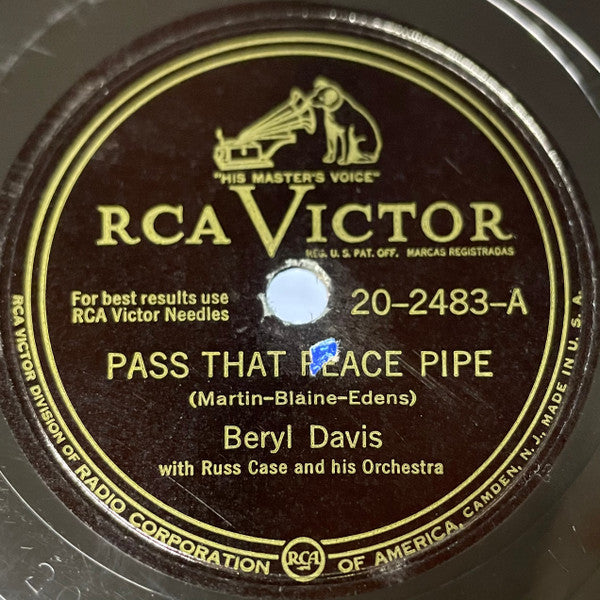 "HIS MASTER'S VOICE"
RCA VICTOR
REG. U. S. PAT. OFF. MARCAS REGISTRADAS
For best results use
RCA Victor Needles
20-2483-A
PASS THAT PEACE PIPE
(Martin-Blaine-Edens)
Beryl Davis
with Russ Case and his Orchestra
RCA VICTOR DIVISION OF RADIO CORPORATION OF AMERICA, CAMDEN, N. J., MADE IN U. S. A.
RCA